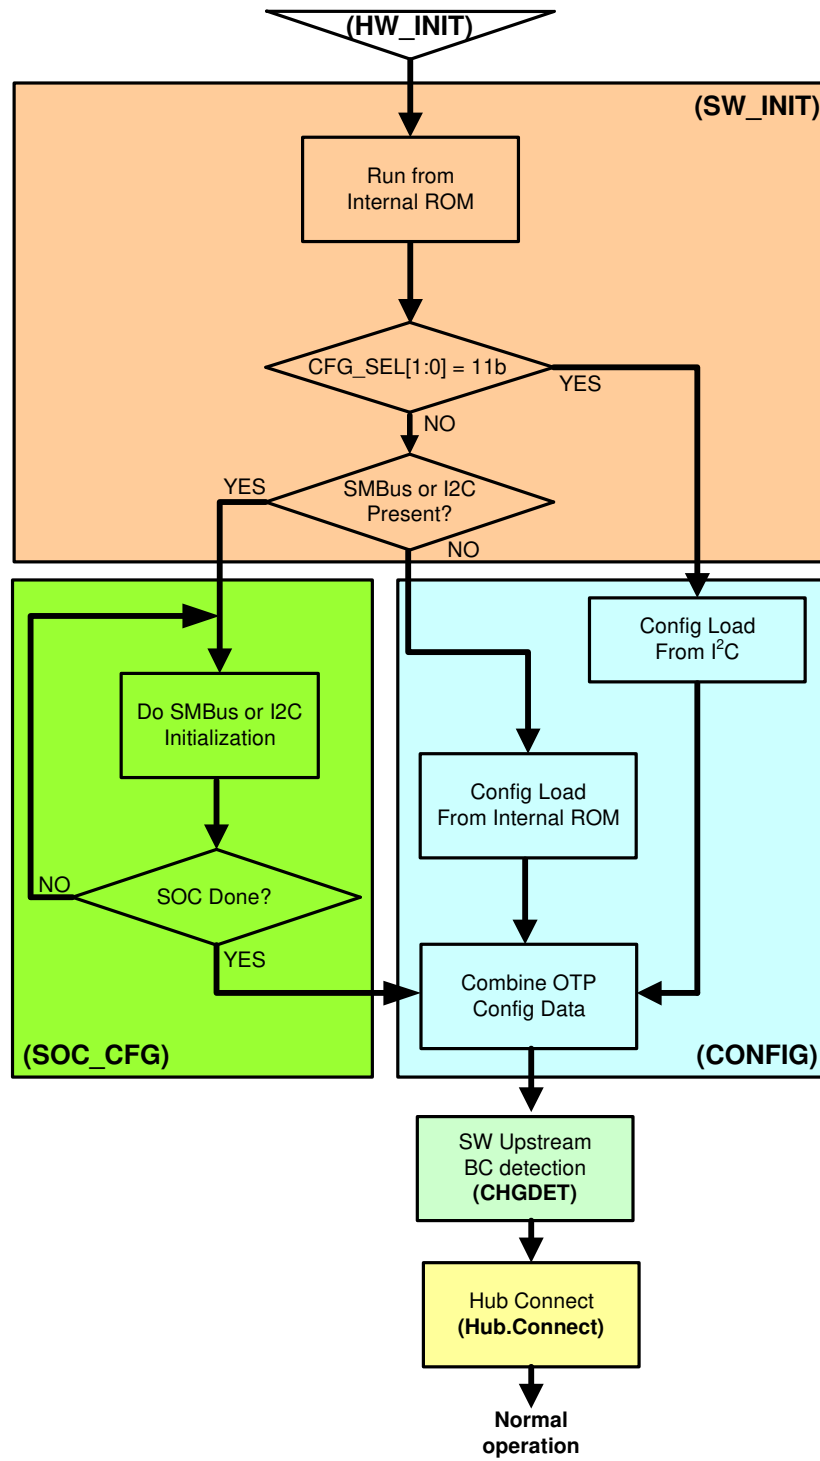 (HW_INIT)
(SW_INIT)
Run from
Internal ROM
CFG_SEL[1:0] = 11b
YES
NO
YES
SMBus or I2C
Present?
NO
Config Load
From I²C
Do SMBus or I2C
Initialization
Config Load
From Internal ROM
NO
SOC Done?
YES
Combine OTP
Config Data
(SOC_CFG)
(CONFIG)
SW Upstream
BC detection
(CHGDET)
Hub Connect
(Hub.Connect)
Normal
operation